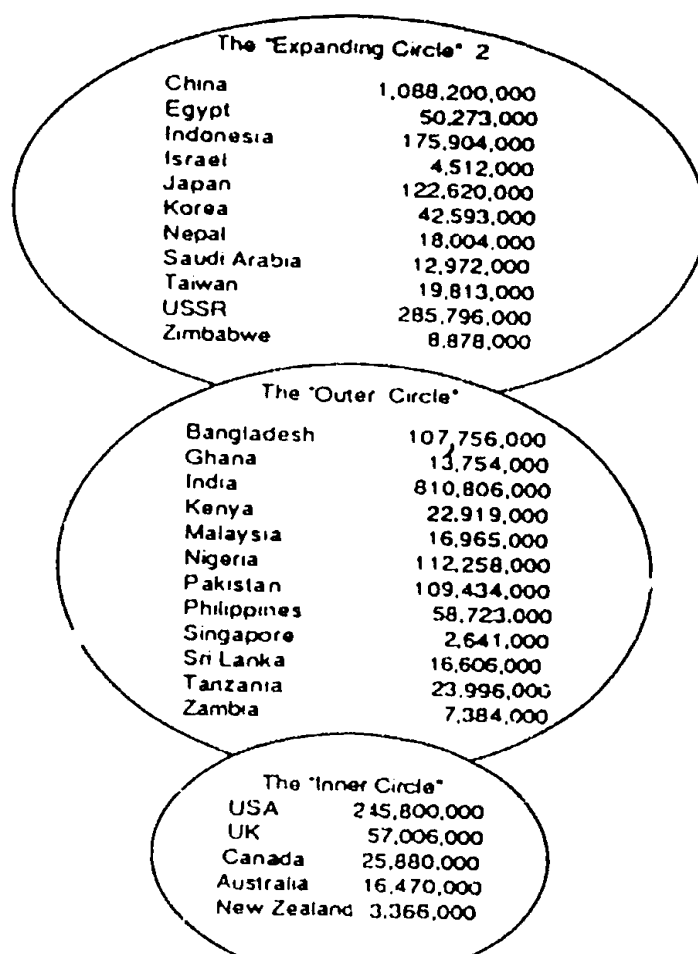 The "Expanding Circle" 2
China 1,088,200,000
Egypt 50,273,000
Indonesia 175,904,000
Israel 4,512,000
Japan 122,620,000
Korea 42,593,000
Nepal 18,004,000
Saudi Arabia 12,972,000
Taiwan 19,813,000
USSR 285,796,000
Zimbabwe 8,878,000
The "Outer Circle"
Bangladesh 107,756,000
Ghana 13,754,000
India 810,806,000
Kenya 22,919,000
Malaysia 16,965,000
Nigeria 112,258,000
Pakistan 109,434,000
Philippines 58,723,000
Singapore 2,641,000
Sri Lanka 16,606,000
Tanzania 23,996,000
Zambia 7,384,000
The "Inner Circle"
USA 245,800,000
UK 57,006,000
Canada 25,880,000
Australia 16,470,000
New Zealand 3,366,000